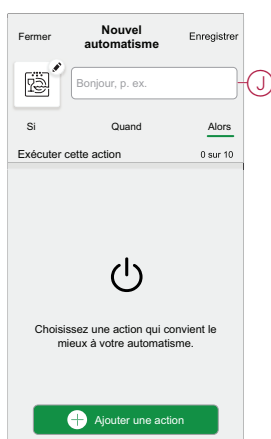 Fermer
Nouvel
automatisme
Enregistrer
Bonjour, p. ex.
J
Si
Quand
Alors
Exécuter cette action
0 sur 10
Choisissez une action qui convient le
mieux à votre automatisme.
Ajouter une action